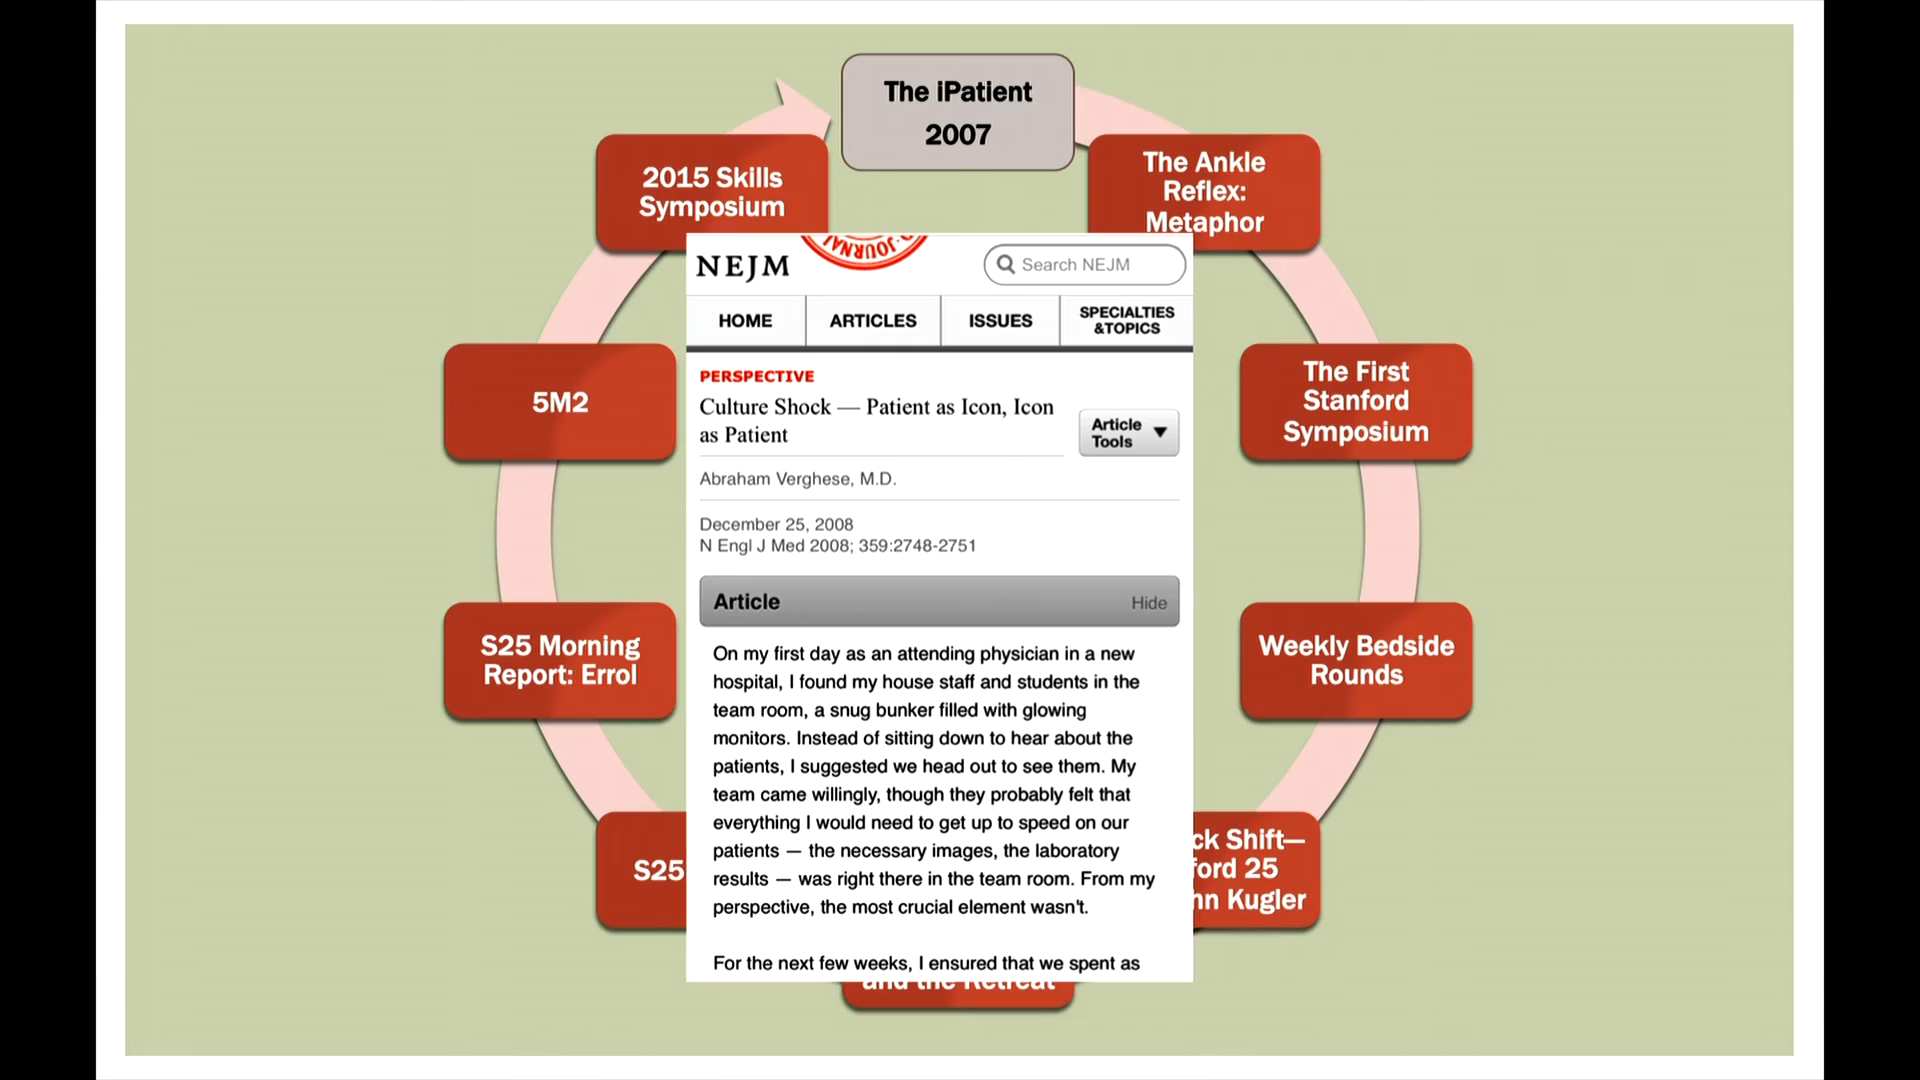 The iPatient
2007
2015 Skills
Symposium
The Ankle
Reflex:
Metaphor
JOURNAL
NEJM
Search NEJM
HOME
ARTICLES
ISSUES
SPECIALTIES
&TOPICS
PERSPECTIVE
Culture Shock — Patient as Icon, Icon
as Patient
Article
Tools
Abraham Verghese, M.D.
December 25, 2008
N Engl J Med 2008; 359:2748-2751
Article
Hide
On my first day as an attending physician in a new
hospital, I found my house staff and students in the
team room, a snug bunker filled with glowing
monitors. Instead of sitting down to hear about the
patients, I suggested we head out to see them. My
team came willingly, though they probably felt that
everything I would need to get up to speed on our
patients — the necessary images, the laboratory
results — was right there in the team room. From my
perspective, the most crucial element wasn't.
For the next few weeks, I ensured that we spent as
5M2
The First
Stanford
Symposium
S25 Morning
Report: Errol
Weekly Bedside
Rounds
S25
ck Shift—
ford 25
hn Kugler
and the Retreat